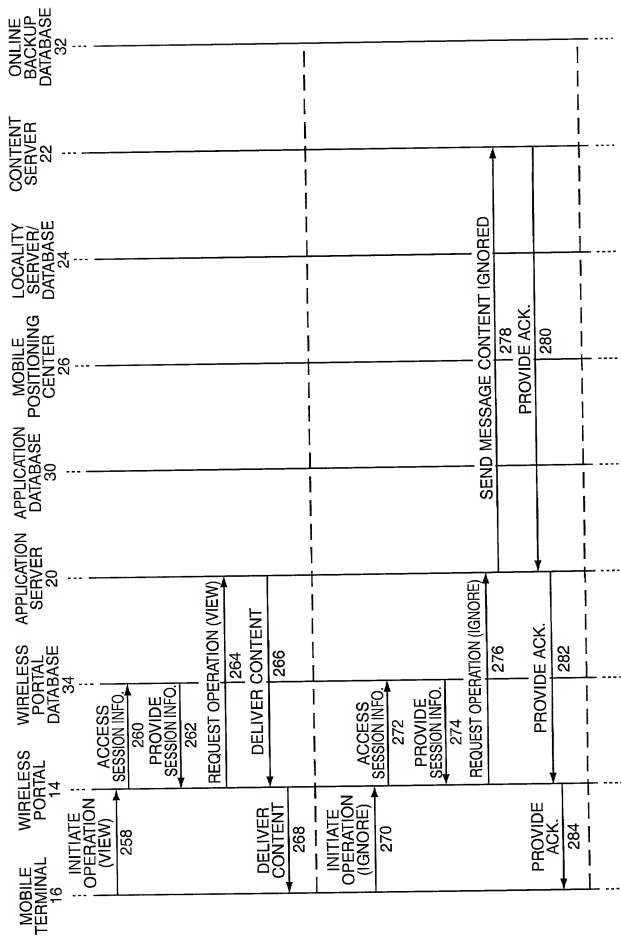 MOBILE
TERMINAL
16
WIRELESS
PORTAL
14
WIRELESS
PORTAL
DATABASE
34
APPLICATION
SERVER
20
APPLICATION
DATABASE
30
MOBILE
POSITIONING
CENTER
26
LOCALITY
SERVER/
DATABASE
24
CONTENT
SERVER
22
ONLINE
BACKUP
DATABASE
32
INITIATE
OPERATION
(VIEW)
258
ACCESS
SESSION INFO.
260
PROVIDE
SESSION INFO.
262
REQUEST OPERATION (VIEW)
264
DELIVER CONTENT
266
DELIVER
CONTENT
268
INITIATE
OPERATION
(IGNORE)
270
ACCESS
SESSION INFO.
272
PROVIDE
SESSION INFO.
274
REQUEST OPERATION (IGNORE)
276
SEND MESSAGE CONTENT IGNORED
278
PROVIDE ACK.
280
PROVIDE ACK.
282
PROVIDE
ACK.
284